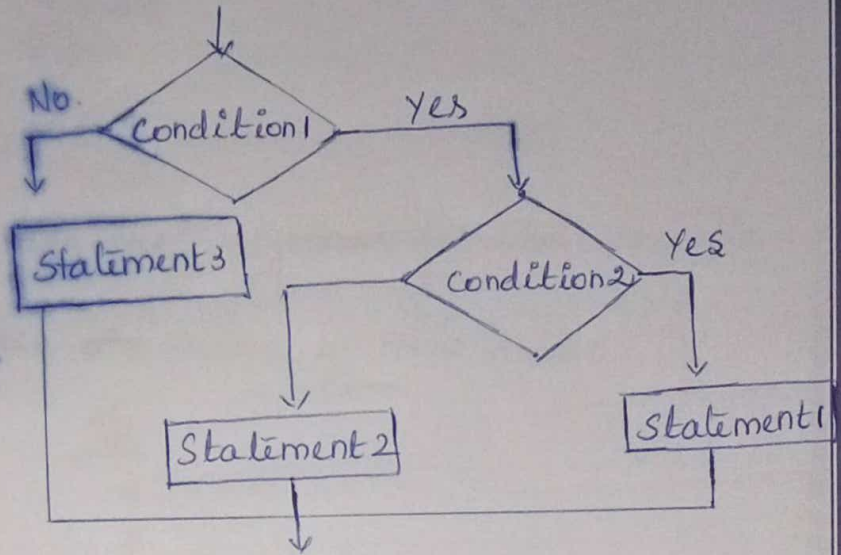 No.
Yes
Condition1
Statement3
Yes
Condition2
Statement2
Statement1